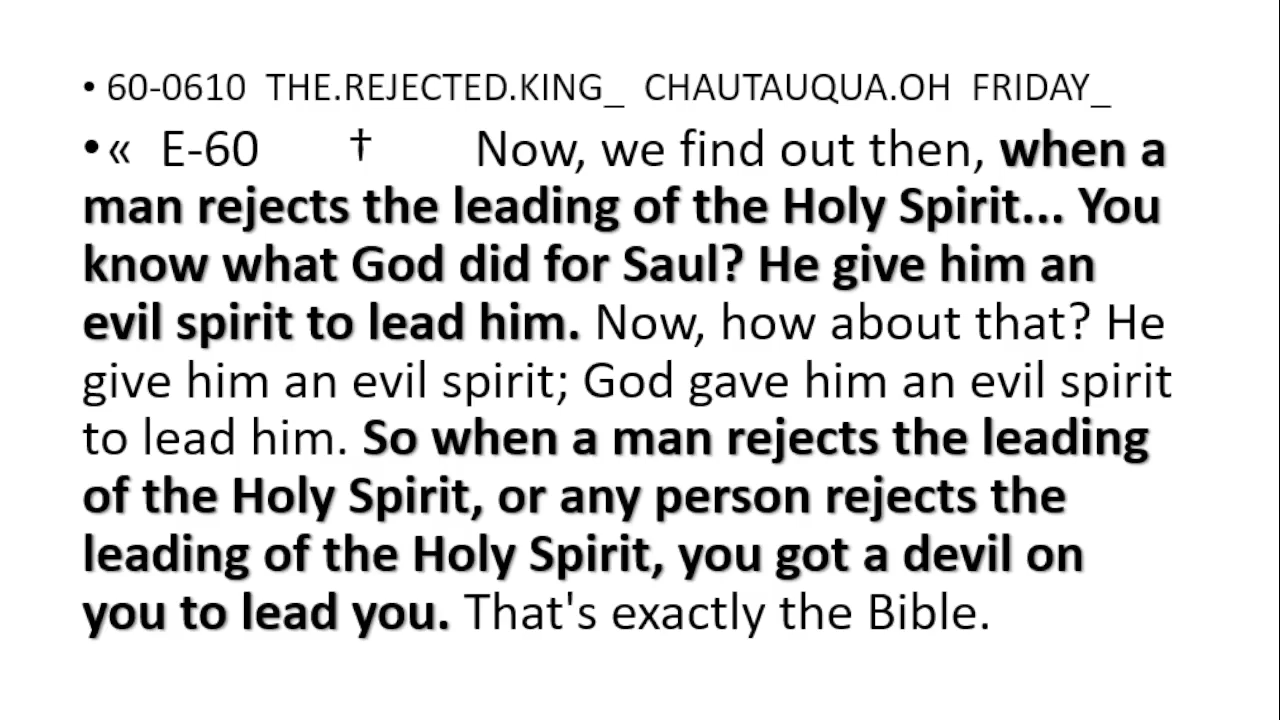 • 60-0610 THE.REJECTED.KING_ CHAUTAUQUA.OH FRIDAY_
• « E-60 † Now, we find out then, when a
man rejects the leading of the Holy Spirit... You
know what God did for Saul? He give him an
evil spirit to lead him. Now, how about that? He
give him an evil spirit; God gave him an evil spirit
to lead him. So when a man rejects the leading
of the Holy Spirit, or any person rejects the
leading of the Holy Spirit, you got a devil on
you to lead you. That's exactly the Bible.